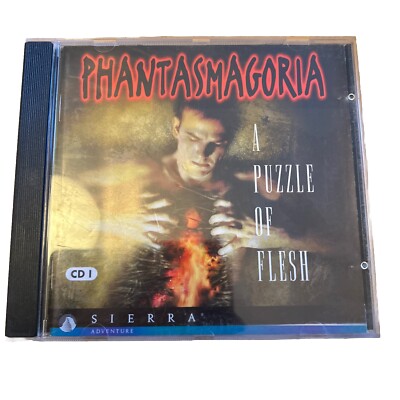 PHANTASMAGORIA
A
PUZZLE
OF
FLESH
CD 1
SIERRA
ADVENTURE